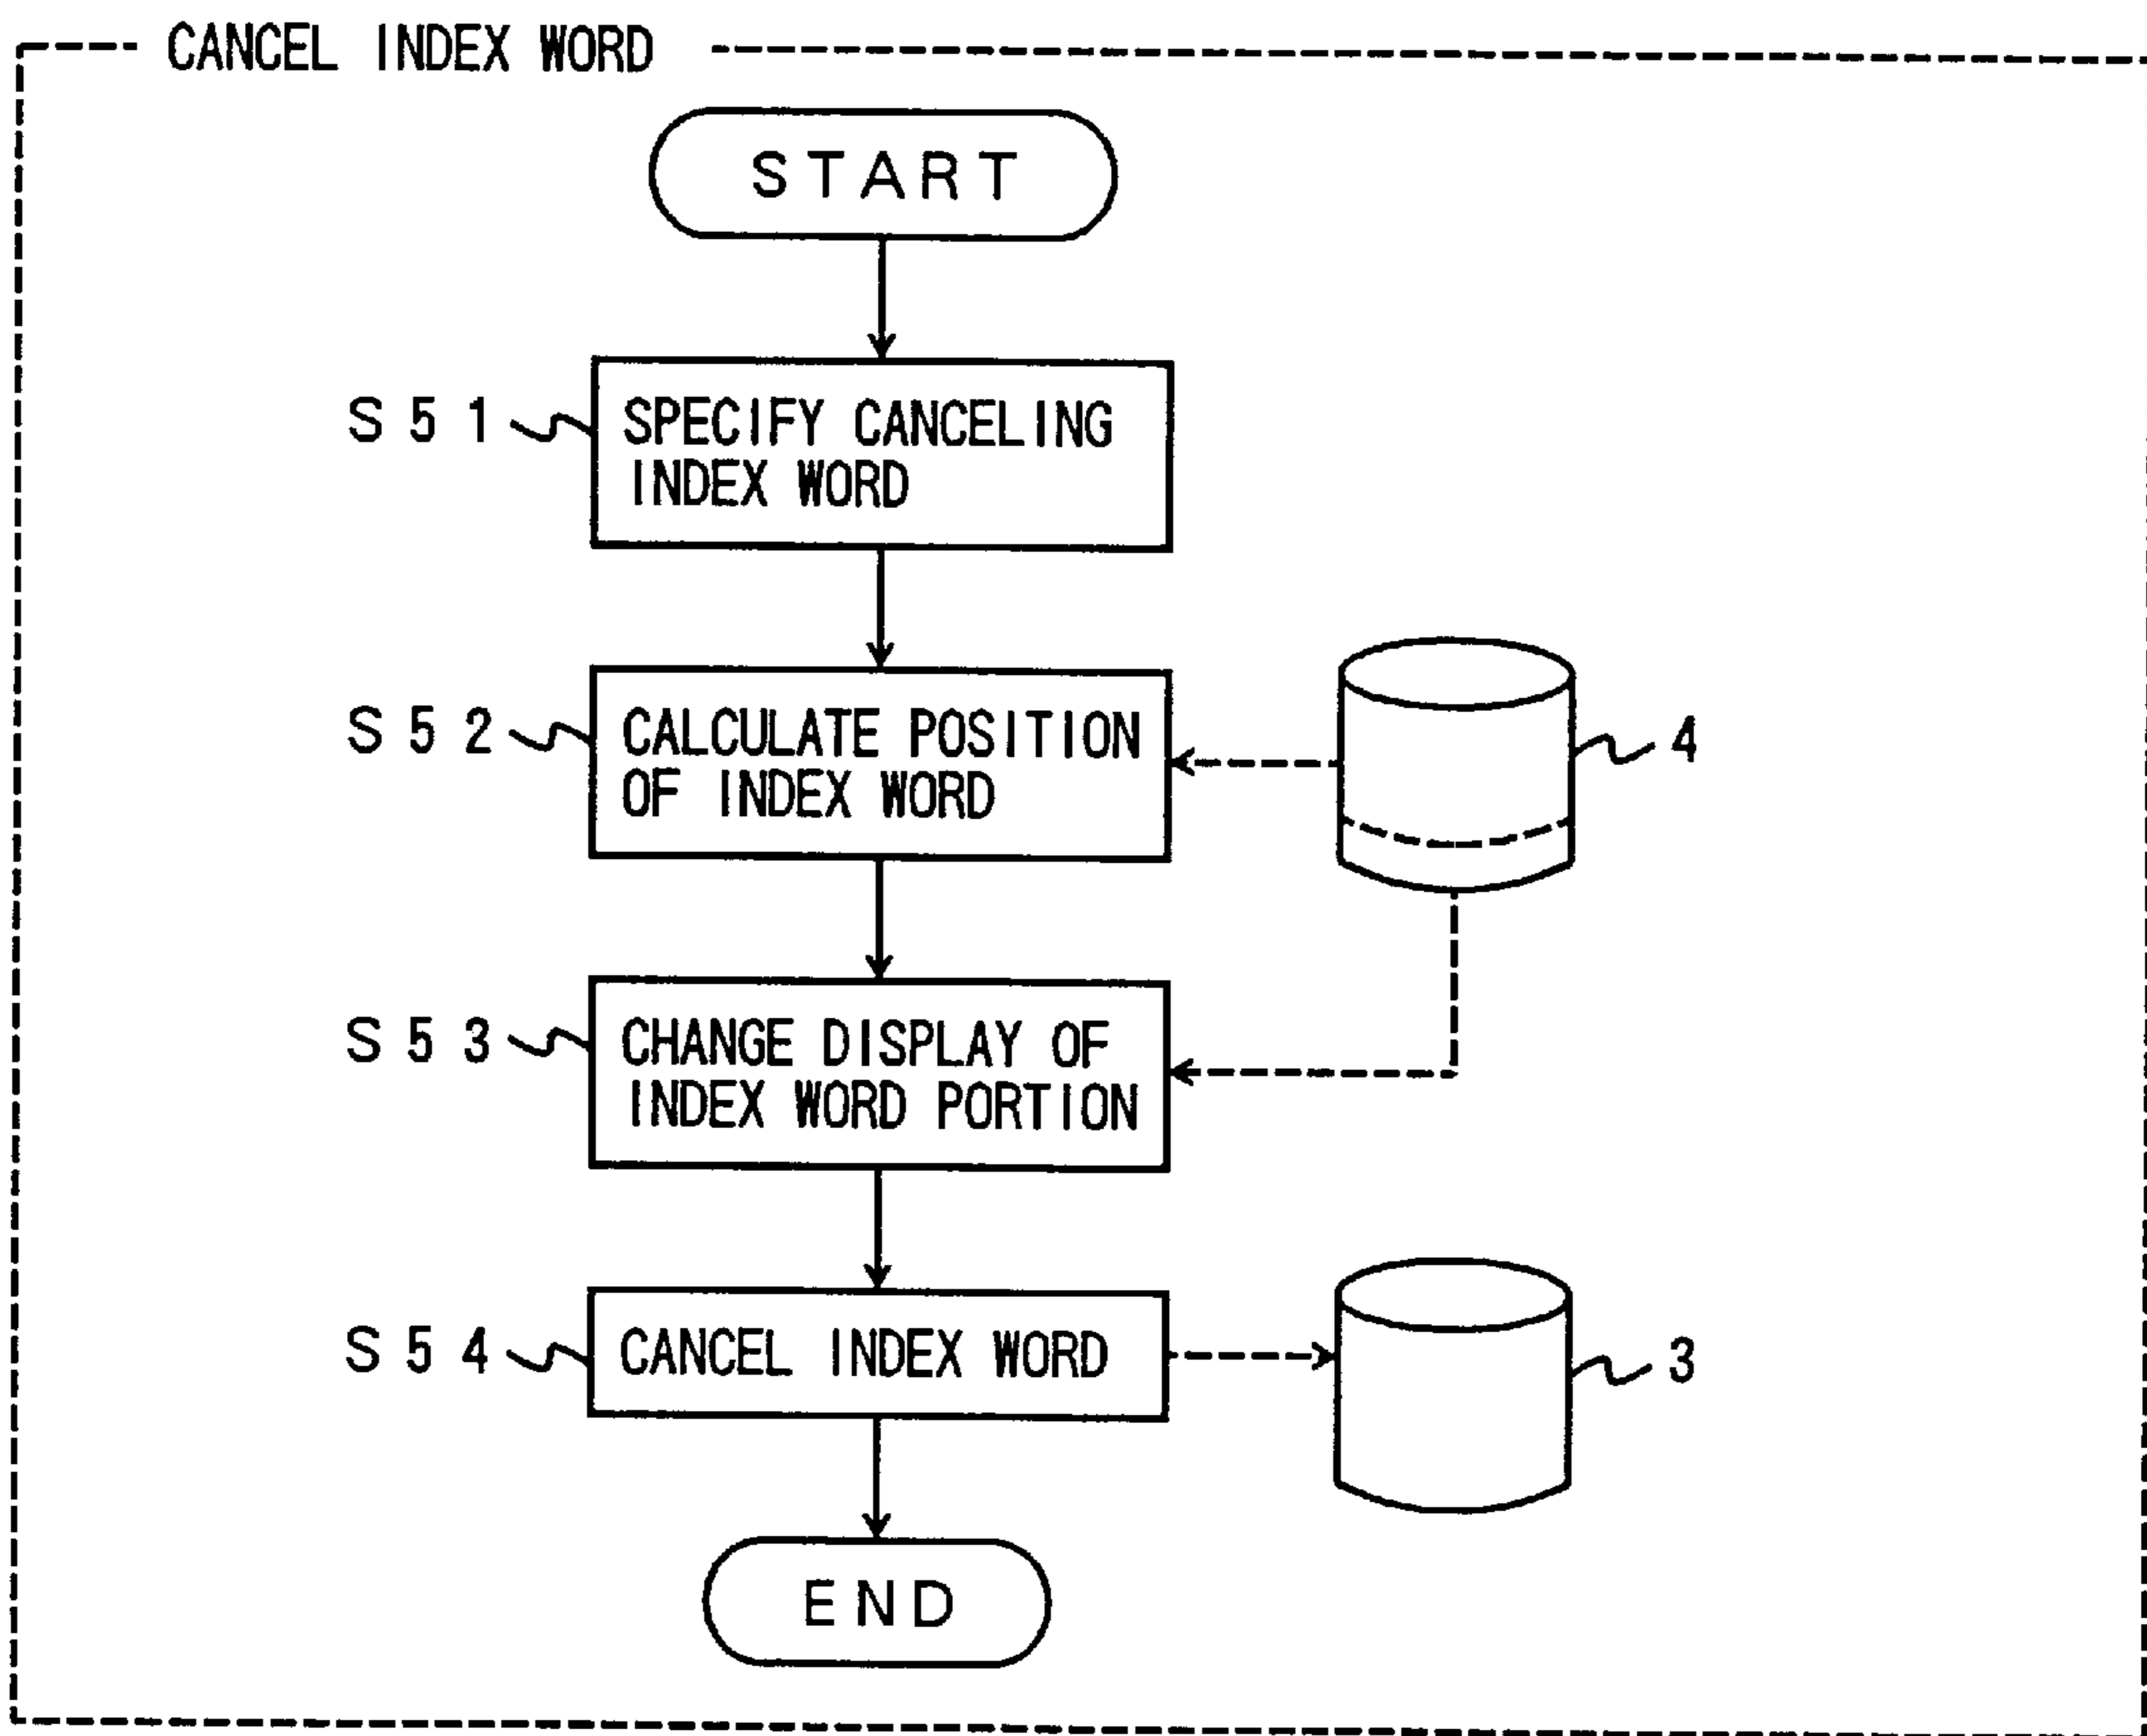 CANCEL INDEX WORD
START
S51
SPECIFY CANCELING
INDEX WORD
S52
CALCULATE POSITION
OF INDEX WORD
4
S53
CHANGE DISPLAY OF
INDEX WORD PORTION
S54
CANCEL INDEX WORD
3
END